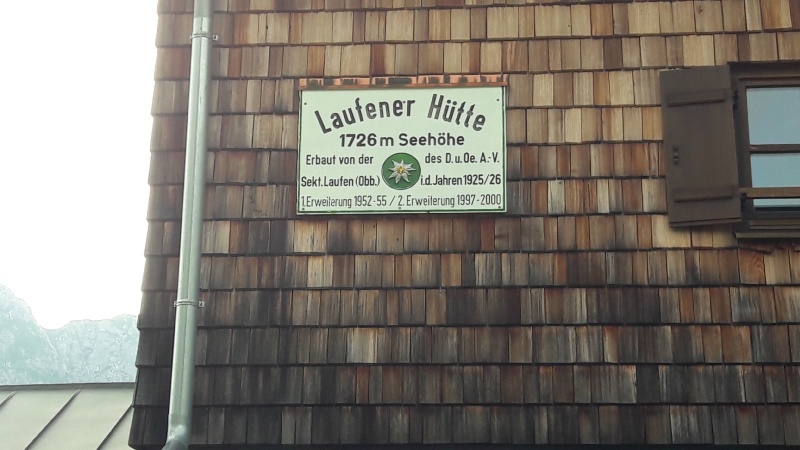 Laufener Hütte
1726 m Seehöhe
Erbaut von der des D. u. Oe. A.-V.
Sekt. Laufen (Obb.) i. d. Jahren 1925/26
1. Erweiterung 1952-55 / 2. Erweiterung 1997-2000